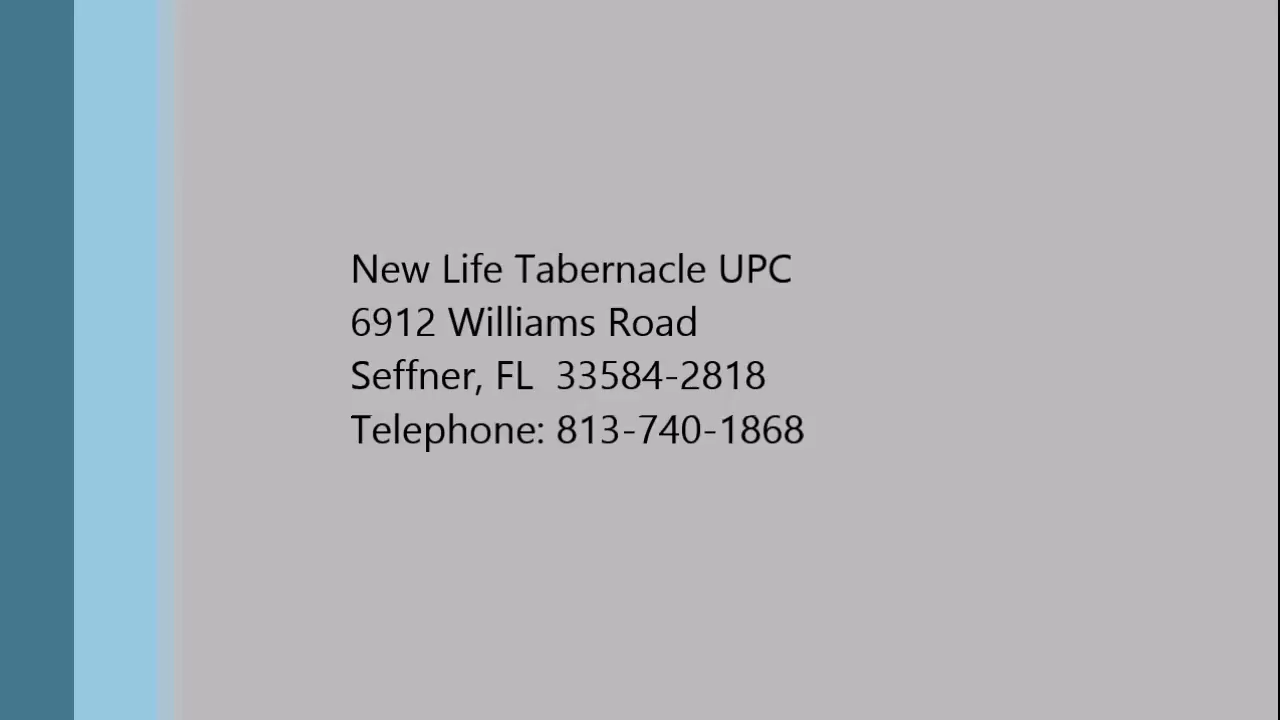 New Life Tabernacle UPC
6912 Williams Road
Seffner, FL  33584-2818
Telephone: 813-740-1868